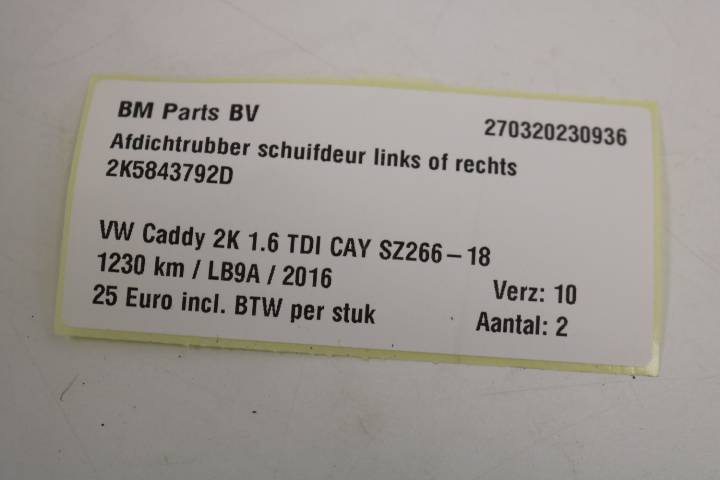 BM Parts BV 270320230936
Afdichtrubber schuifdeur links of rechts
2K5843792D
VW Caddy 2K 1.6 TDI CAY SZ266-18
1230 km / LB9A / 2016 Verz: 10
25 Euro incl. BTW per stuk Aantal: 2